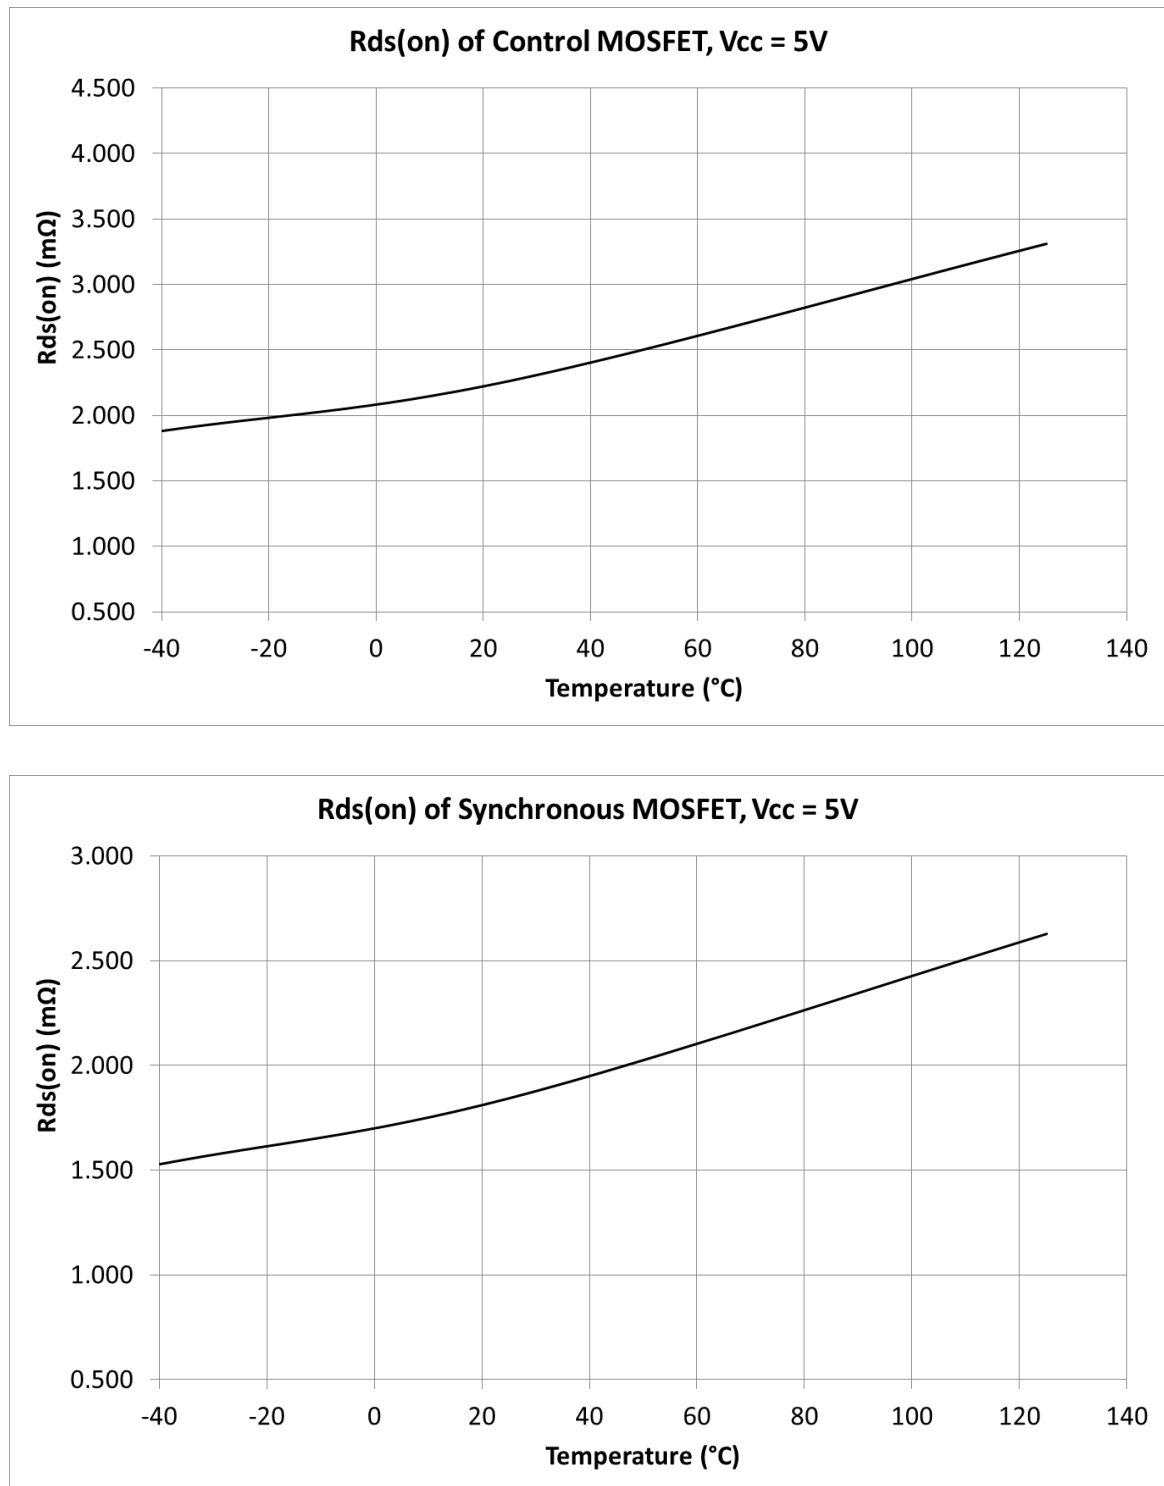 Rds(on) of Control MOSFET, Vcc = 5V
4.500
4.000
3.500
3.000
2.500
2.000
1.500
1.000
0.500
Rds(on) (mΩ)
-40 -20 0 20 40 60 80 100 120 140
Temperature (°C)
Rds(on) of Synchronous MOSFET, Vcc = 5V
3.000
2.500
2.000
1.500
1.000
0.500
Rds(on) (mΩ)
-40 -20 0 20 40 60 80 100 120 140
Temperature (°C)